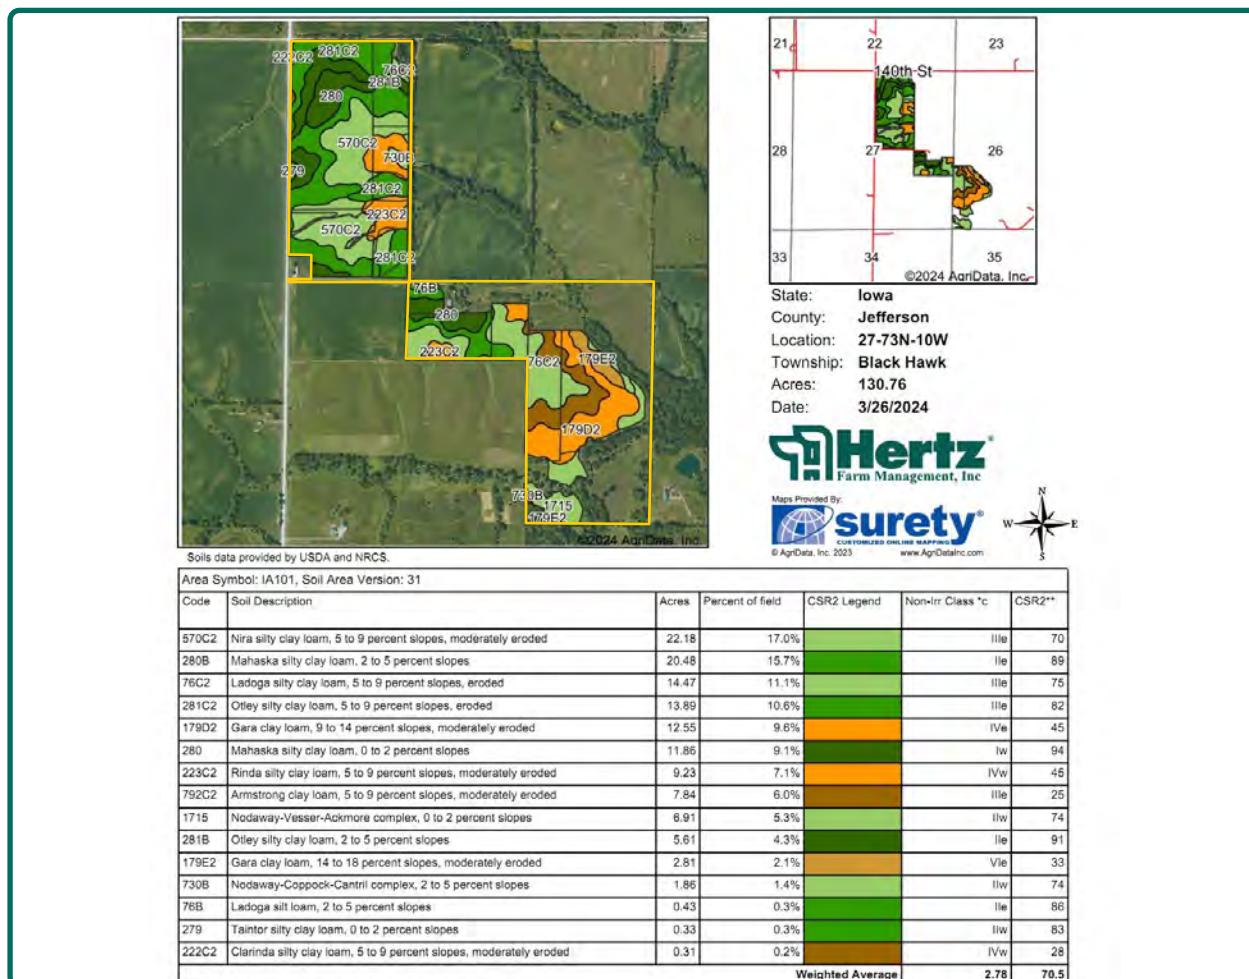 222C2
281C2
76C2
281B
280
570C2
730B
279
281C2
223C2
570C2
281C2
76B
280
223C2
76C2
179E2
179D2
730B
1715
179E2
©2024 AgriData, Inc.
Soils data provided by USDA and NRCS.
21 22 23
140th St
28 27 26
33 34 35
©2024 AgriData, Inc.
State: Iowa
County: Jefferson
Location: 27-73N-10W
Township: Black Hawk
Acres: 130.76
Date: 3/26/2024
Hertz®
Farm Management, Inc
Maps Provided By:
surety®
CUSTOMIZED ONLINE MAPPING
© AgriData, Inc. 2023 www.AgriDataInc.com
N
W E
S
Area Symbol: IA101, Soil Area Version: 31
Code Soil Description Acres Percent of field CSR2 Legend Non-Irr Class *c CSR2**
570C2 Nira silty clay loam, 5 to 9 percent slopes, moderately eroded 22.18 17.0% IIIe 70
280B Mahaska silty clay loam, 2 to 5 percent slopes 20.48 15.7% IIe 89
76C2 Ladoga silty clay loam, 5 to 9 percent slopes, eroded 14.47 11.1% IIIe 75
281C2 Otley silty clay loam, 5 to 9 percent slopes, eroded 13.89 10.6% IIIe 82
179D2 Gara clay loam, 9 to 14 percent slopes, moderately eroded 12.55 9.6% IVe 45
280 Mahaska silty clay loam, 0 to 2 percent slopes 11.86 9.1% Iw 94
223C2 Rinda silty clay loam, 5 to 9 percent slopes, moderately eroded 9.23 7.1% IVw 45
792C2 Armstrong clay loam, 5 to 9 percent slopes, moderately eroded 7.84 6.0% IIIe 25
1715 Nodaway-Vesser-Ackmore complex, 0 to 2 percent slopes 6.91 5.3% IIw 74
281B Otley silty clay loam, 2 to 5 percent slopes 5.61 4.3% IIe 91
179E2 Gara clay loam, 14 to 18 percent slopes, moderately eroded 2.81 2.1% VIe 33
730B Nodaway-Coppock-Cantril complex, 2 to 5 percent slopes 1.86 1.4% IIw 74
76B Ladoga silt loam, 2 to 5 percent slopes 0.43 0.3% IIe 86
279 Taintor silty clay loam, 0 to 2 percent slopes 0.33 0.3% IIw 83
222C2 Clarinda silty clay loam, 5 to 9 percent slopes, moderately eroded 0.31 0.2% IVw 28
Weighted Average 2.78 70.5